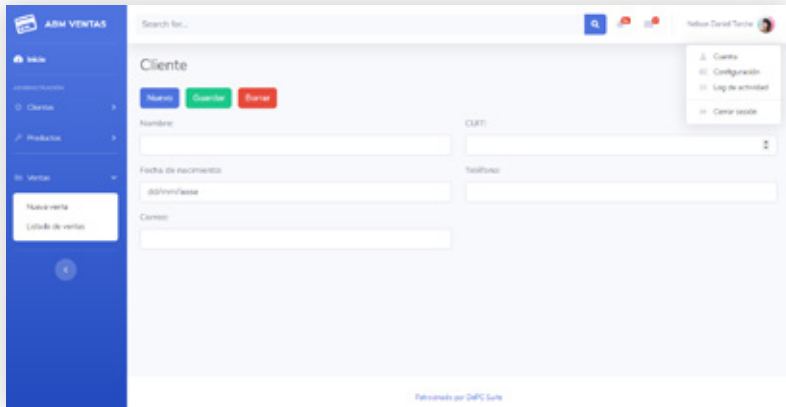 ABM VENTAS
Search for...
Inicio
ADMINISTRACIÓN
Clientes
Productos
Ventas
Nueva venta
Listado de ventas
Cliente
Nuevo
Guardar
Borrar
Nombre:
CUIT:
Fecha de nacimiento:
Teléfono:
dd/mm/aaaa
Correo:
Nelson Daniel Tarche
Cuenta
Configuración
Log de actividad
Cerrar sesión
Patrocinado por DePC Suite